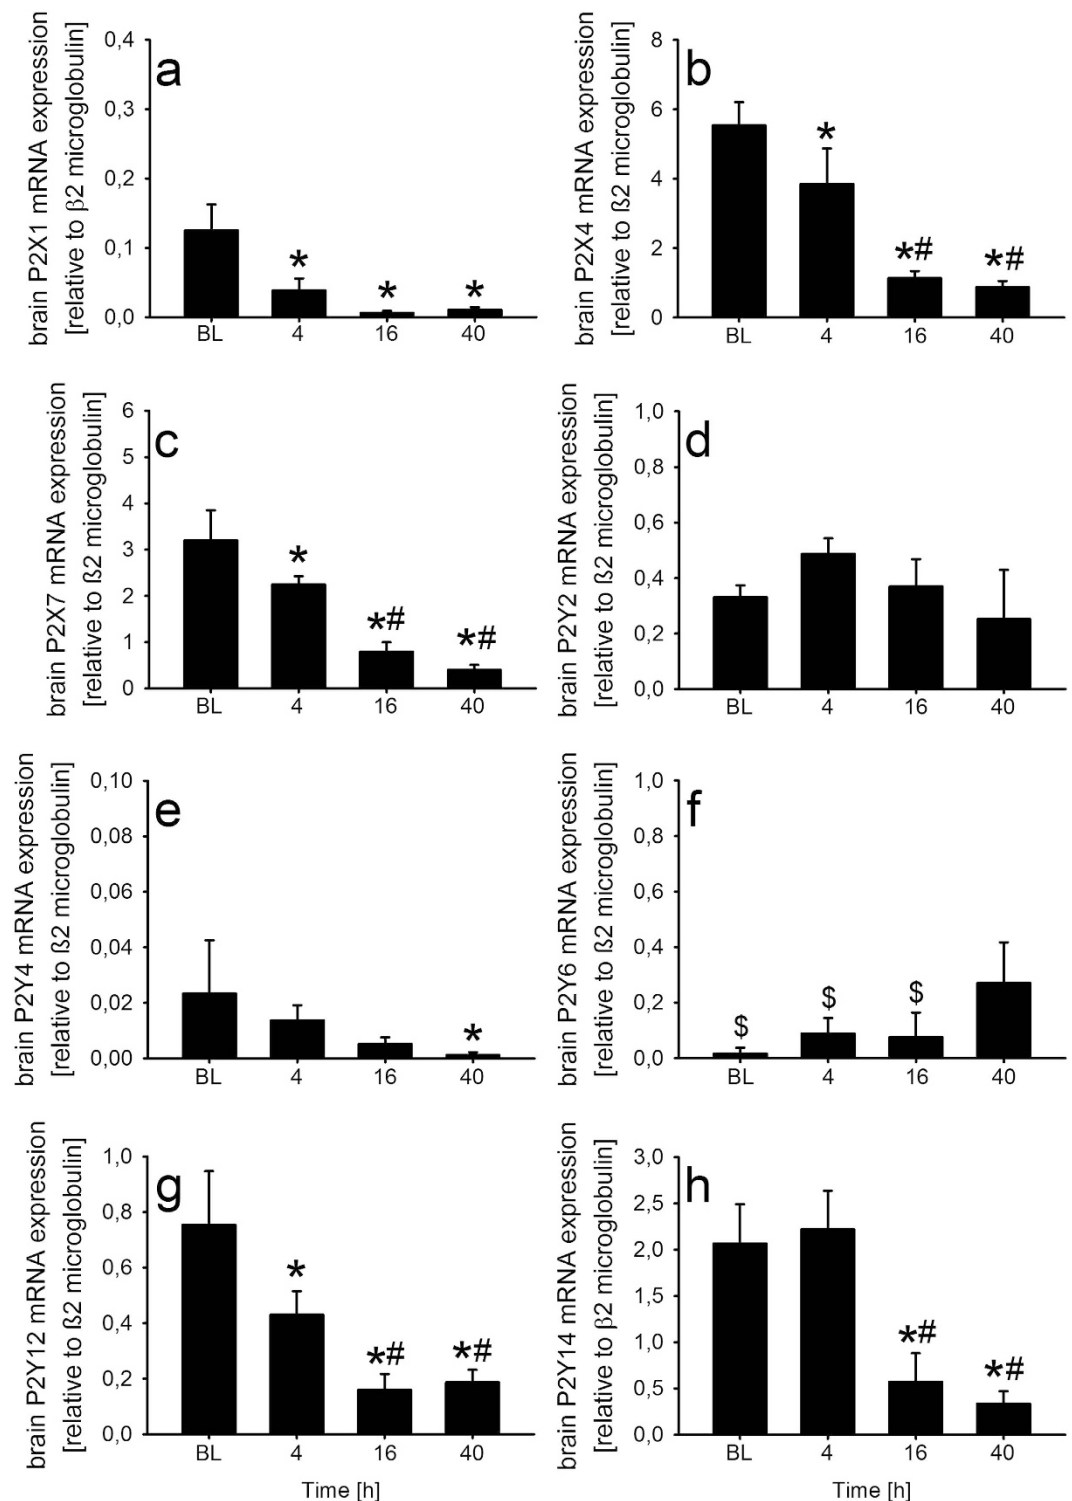 brain P2X1 mRNA expression
[relative to β2 microglobulin]
0,4
0,3
0,2
0,1
0,0
a
*
*
*
BL 4 16 40
brain P2X4 mRNA expression
[relative to ß2 microglobulin]
8
6
4
2
0
b
*
*#
*#
BL 4 16 40
brain P2X7 mRNA expression
[relative to ß2 microglobulin]
6
5
4
3
2
1
0
c
*
*#
*#
BL 4 16 40
brain P2Y2 mRNA expression
[relative to ß2 microglobulin]
1,0
0,8
0,6
0,4
0,2
0,0
d
BL 4 16 40
brain P2Y4 mRNA expression
[relative to ß2 microglobulin]
0,10
0,08
0,06
0,04
0,02
0,00
e
*
BL 4 16 40
brain P2Y6 mRNA expression
[relative to ß2 microglobulin]
1,0
0,8
0,6
0,4
0,2
0,0
f
$
$
$
BL 4 16 40
brain P2Y12 mRNA expression
[relative to ß2 microglobulin]
1,0
0,8
0,6
0,4
0,2
0,0
g
*
*#
*#
BL 4 16 40
Time [h]
brain P2Y14 mRNA expression
[relative to β2 microglobulin]
3,0
2,5
2,0
1,5
1,0
0,5
0,0
h
*#
*#
BL 4 16 40
Time [h]